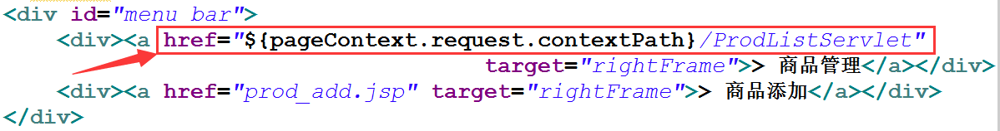 <div id="menu bar">
<div><a href="${pageContext.request.contextPath}/ProdListServlet"
target="rightFrame">> 商品管理</a></div>
<div><a href="prod_add.jsp" target="rightFrame">> 商品添加</a></div>
</div>